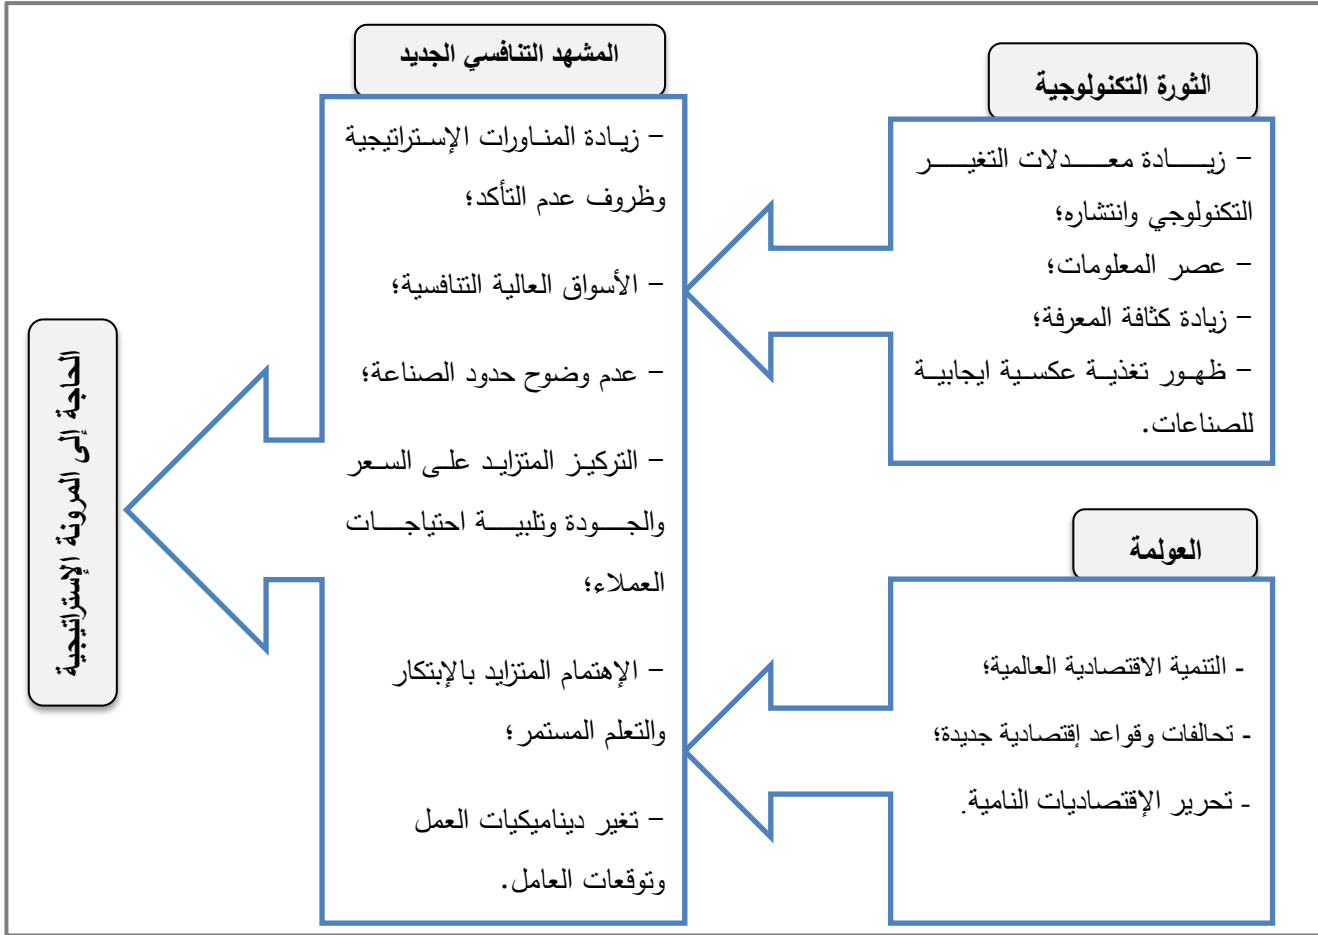 الثورة التكنولوجية
– زيادة معدلات التغير
التكنولوجي وانتشاره؛
– عصر المعلومات؛
– زيادة كثافة المعرفة؛
– ظهور تغذية عكسية ايجابية
للصناعات.
العولمة
- التنمية الاقتصادية العالمية؛
- تحالفات وقواعد إقتصادية جديدة؛
- تحرير الإقتصاديات النامية.
المشهد التنافسي الجديد
– زيادة المناورات الإستراتيجية
وظروف عدم التأكد؛
– الأسواق العالية التنافسية؛
– عدم وضوح حدود الصناعة؛
– التركيز المتزايد على السعر
والجودة وتلبية احتياجات
العملاء؛
– الإهتمام المتزايد بالإبتكار
والتعلم المستمر؛
– تغير ديناميكيات العمل
وتوقعات العامل.
الحاجة إلى المرونة الإستراتيجية